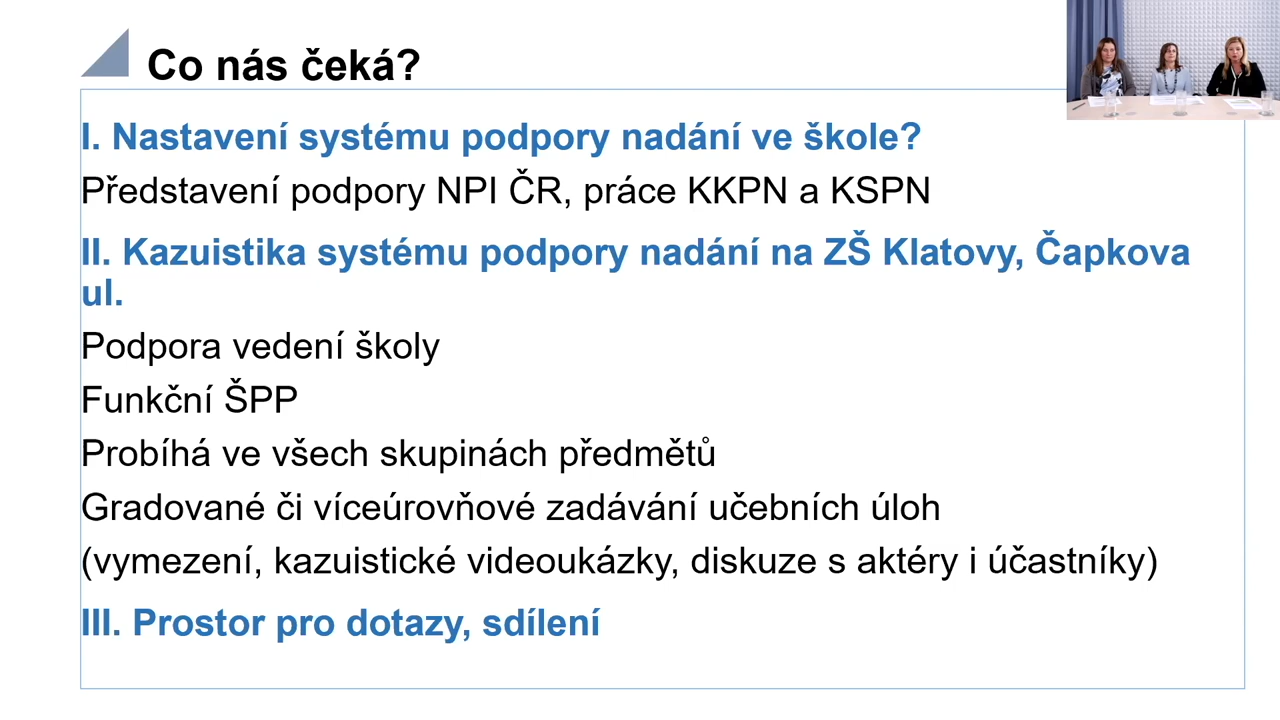 Co nás čeká?
I. Nastavení systému podpory nadání ve škole?
Představení podpory NPI ČR, práce KKPN a KSPN
II. Kazuistika systému podpory nadání na ZŠ Klatovy, Čapkova
ul.
Podpora vedení školy
Funkční ŠPP
Probíhá ve všech skupinách předmětů
Gradované či víceúrovňové zadávání učebních úloh
(vymezení, kazuistické videoukázky, diskuze s aktéry i účastníky)
III. Prostor pro dotazy, sdílení